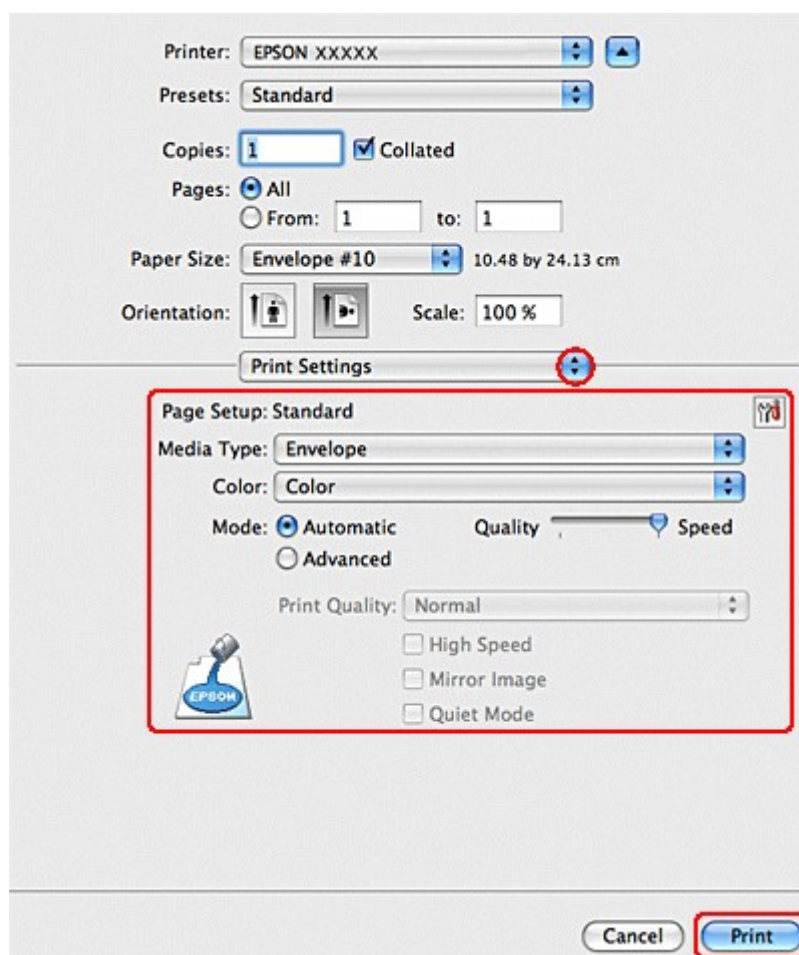 Printer: EPSON XXXXX
Presets: Standard
Copies: 1 Collated
Pages: All
From: 1 to: 1
Paper Size: Envelope #10 10.48 by 24.13 cm
Orientation: Scale: 100 %
Print Settings
Page Setup: Standard
Media Type: Envelope
Color: Color
Mode: Automatic Quality Speed
Advanced
Print Quality: Normal
High Speed
Mirror Image
EPSON
Quiet Mode
Cancel Print